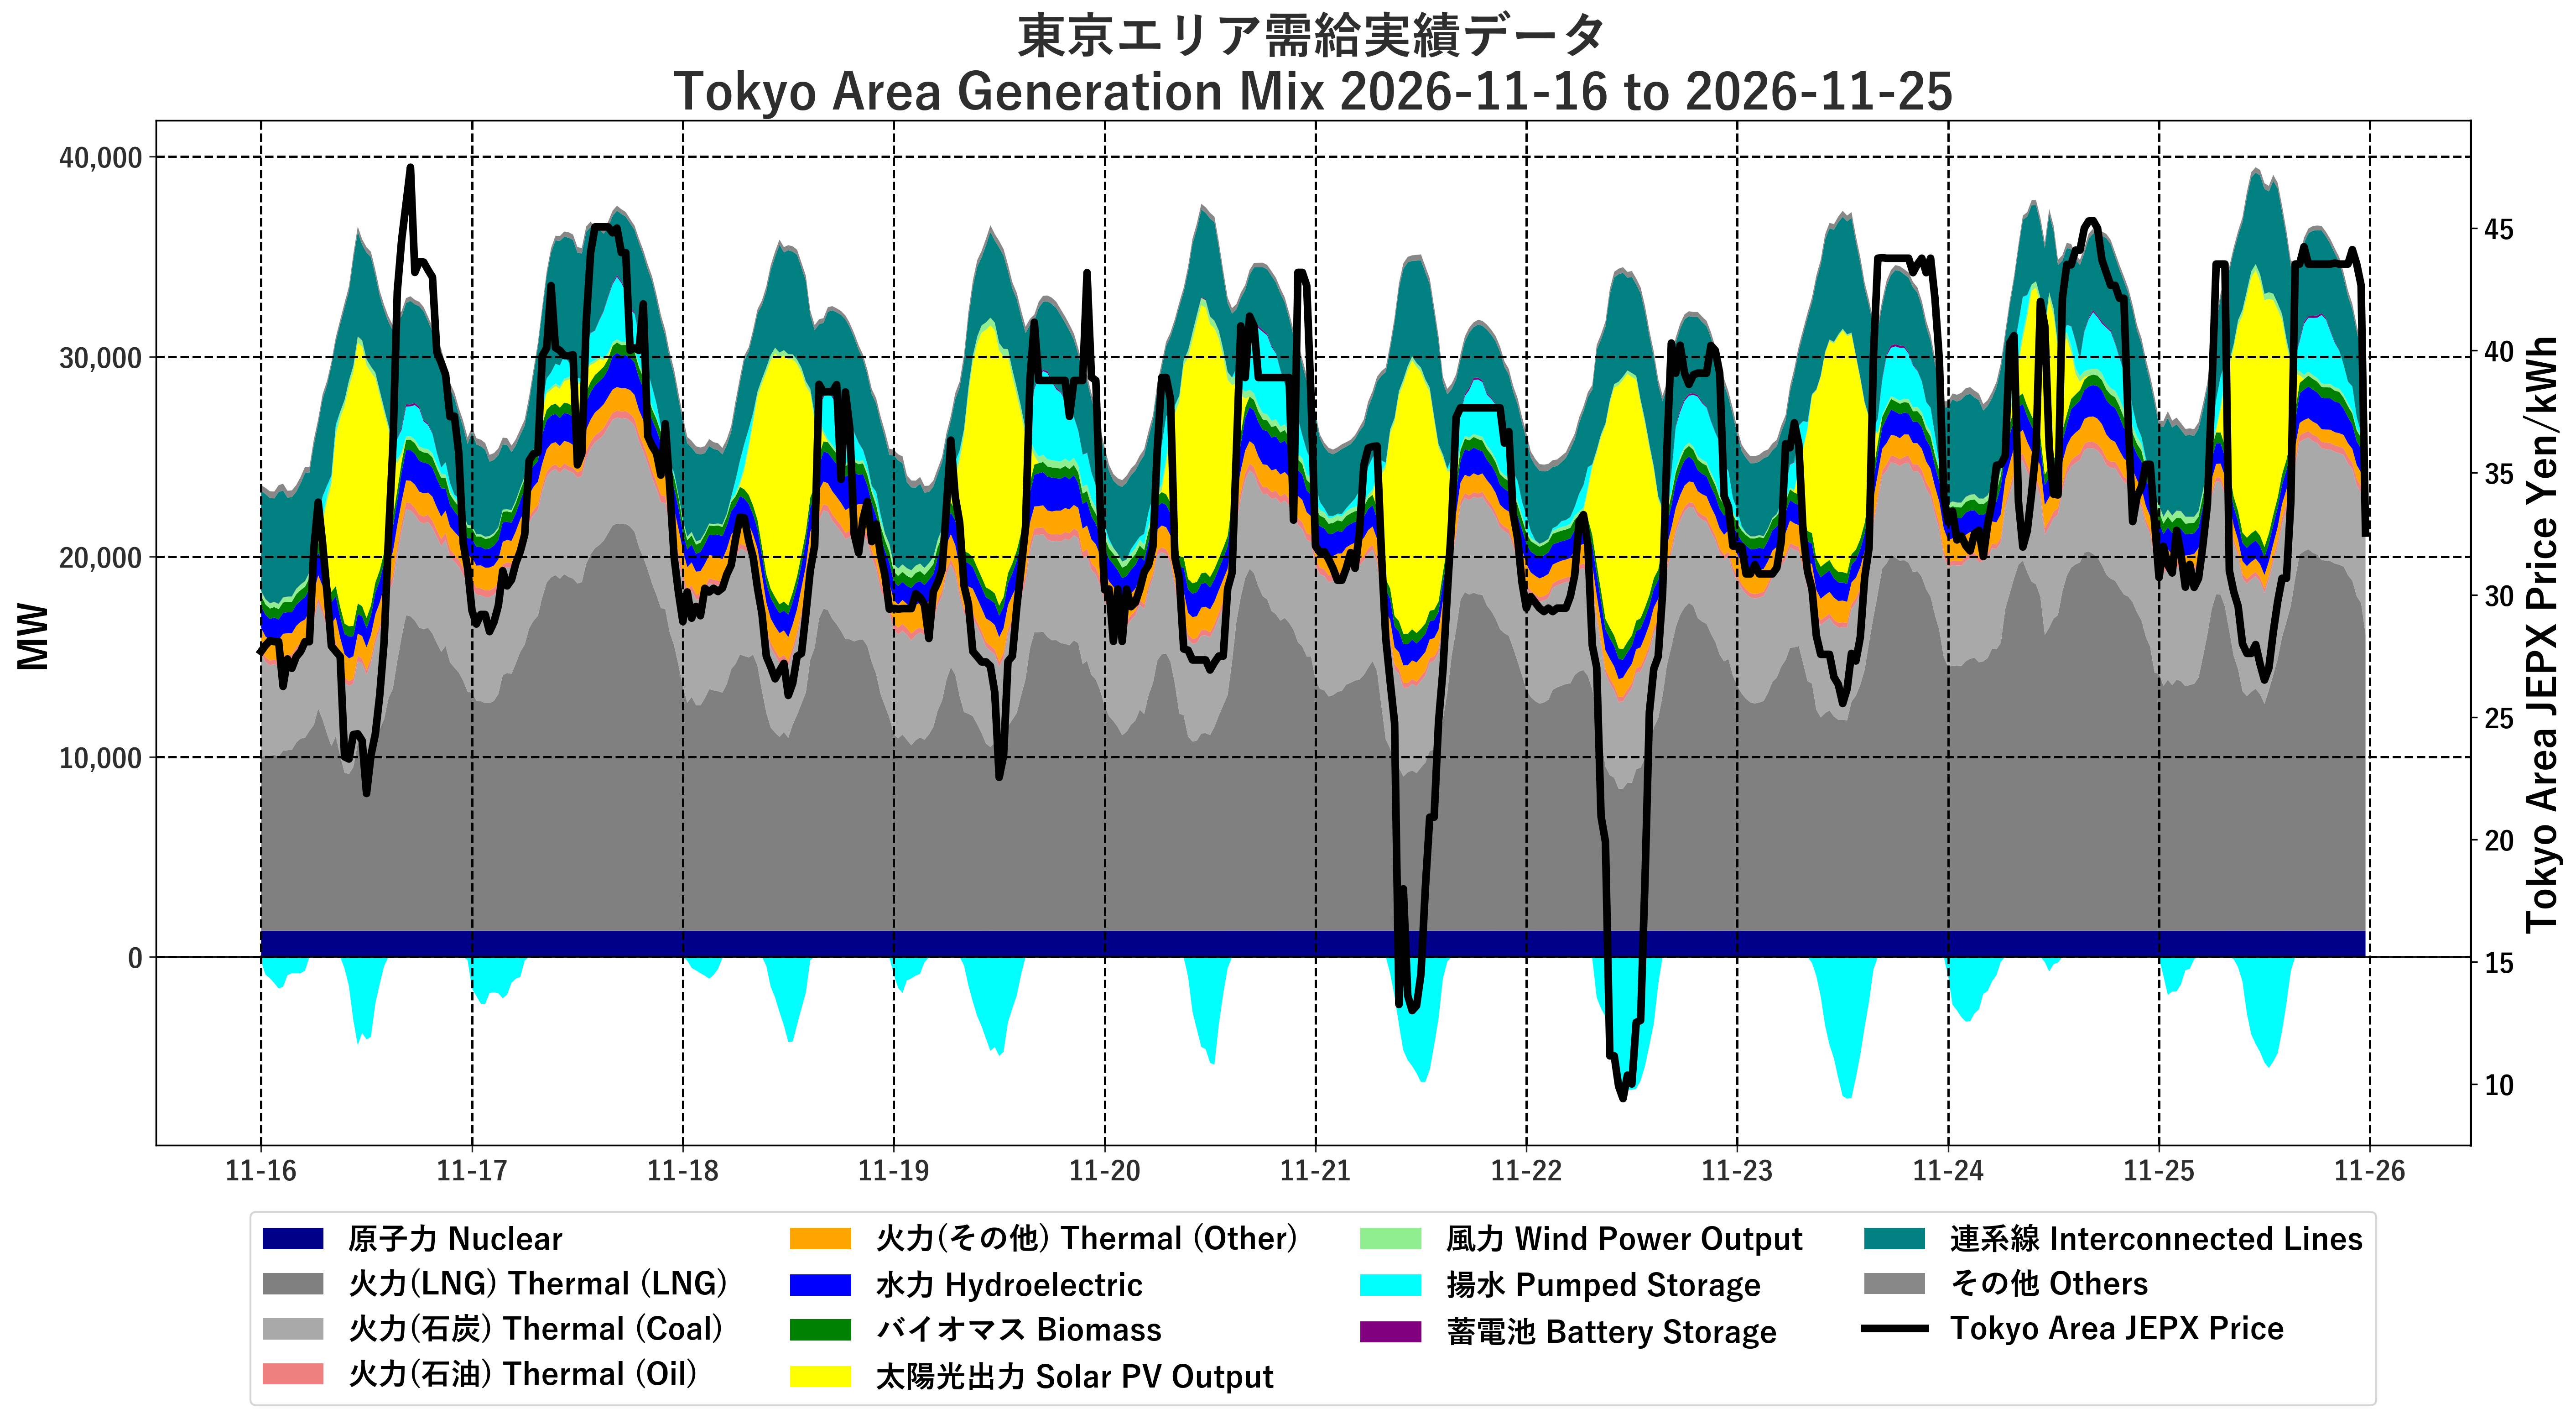 東京エリア需給実績データ
Tokyo Area Generation Mix 2026-11-16 to 2026-11-25
40,000
30,000
20,000
10,000
0
MW
45
40
35
30
25
20
15
10
Tokyo Area JEPX Price Yen/kWh
11-16 11-17 11-18 11-19 11-20 11-21 11-22 11-23 11-24 11-25 11-26
原子力 Nuclear
火力(LNG) Thermal (LNG)
火力(石炭) Thermal (Coal)
火力(石油) Thermal (Oil)
火力(その他) Thermal (Other)
水力 Hydroelectric
バイオマス Biomass
太陽光出力 Solar PV Output
風力 Wind Power Output
揚水 Pumped Storage
蓄電池 Battery Storage
連系線 Interconnected Lines
その他 Others
Tokyo Area JEPX Price